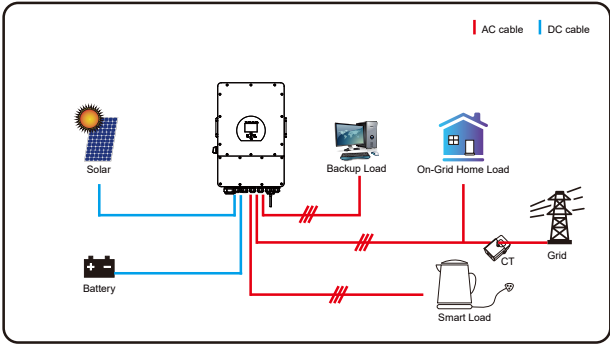 AC cable
DC cable
Solar
Backup Load
On-Grid Home Load
CT
Grid
Battery
Smart Load